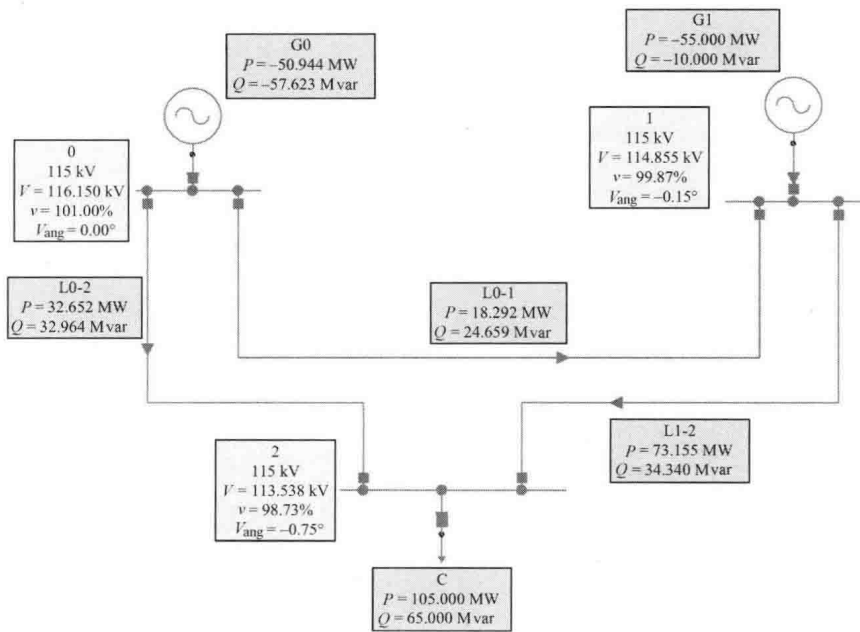 G0
P = –50.944 MW
Q = –57.623 Mvar
G1
P = –55.000 MW
Q = –10.000 Mvar
0
115 kV
V = 116.150 kV
v = 101.00%
Vang = 0.00°
1
115 kV
V = 114.855 kV
v = 99.87%
Vang = –0.15°
L0-2
P = 32.652 MW
Q = 32.964 Mvar
L0-1
P = 18.292 MW
Q = 24.659 Mvar
L1-2
P = 73.155 MW
Q = 34.340 Mvar
2
115 kV
V = 113.538 kV
v = 98.73%
Vang = –0.75°
C
P = 105.000 MW
Q = 65.000 Mvar